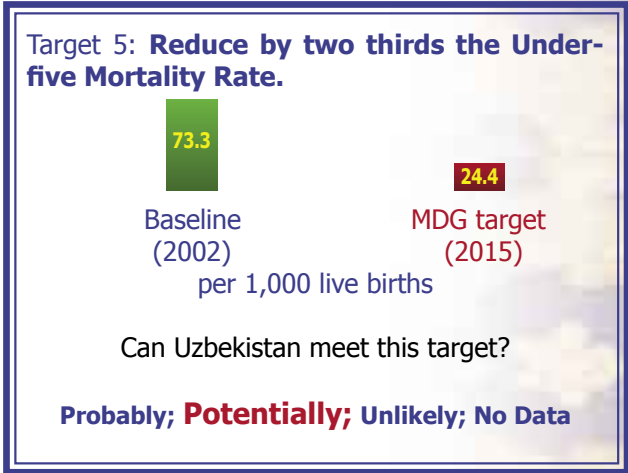 Target 5: Reduce by two thirds the Under-
five Mortality Rate.
73.3
24.4
Baseline
(2002)
MDG target
(2015)
per 1,000 live births
Can Uzbekistan meet this target?
Probably; Potentially; Unlikely; No Data